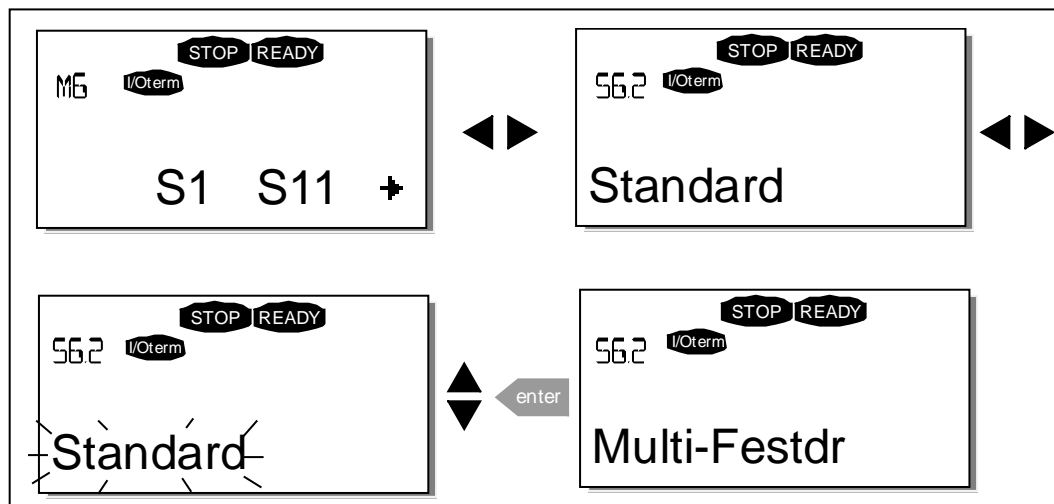 STOP READY
M6 I/Oterm
S1 S11
STOP READY
S6.2 I/Oterm
Standard
STOP READY
S6.2 I/Oterm
Standard
enter
STOP READY
S6.2 I/Oterm
Multi-Festdr